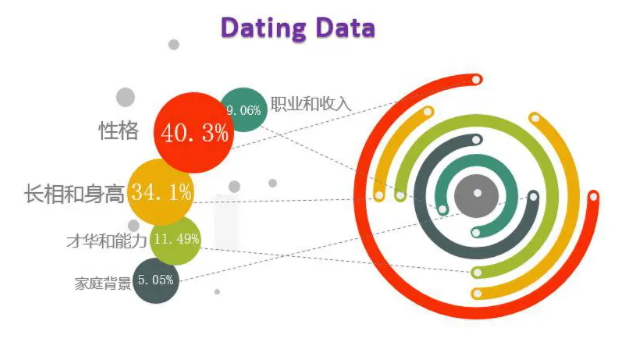 Dating Data
9.06%
职业和收入
性格
40.3%
长相和身高
34.1%
才华和能力
11.49%
家庭背景
5.05%